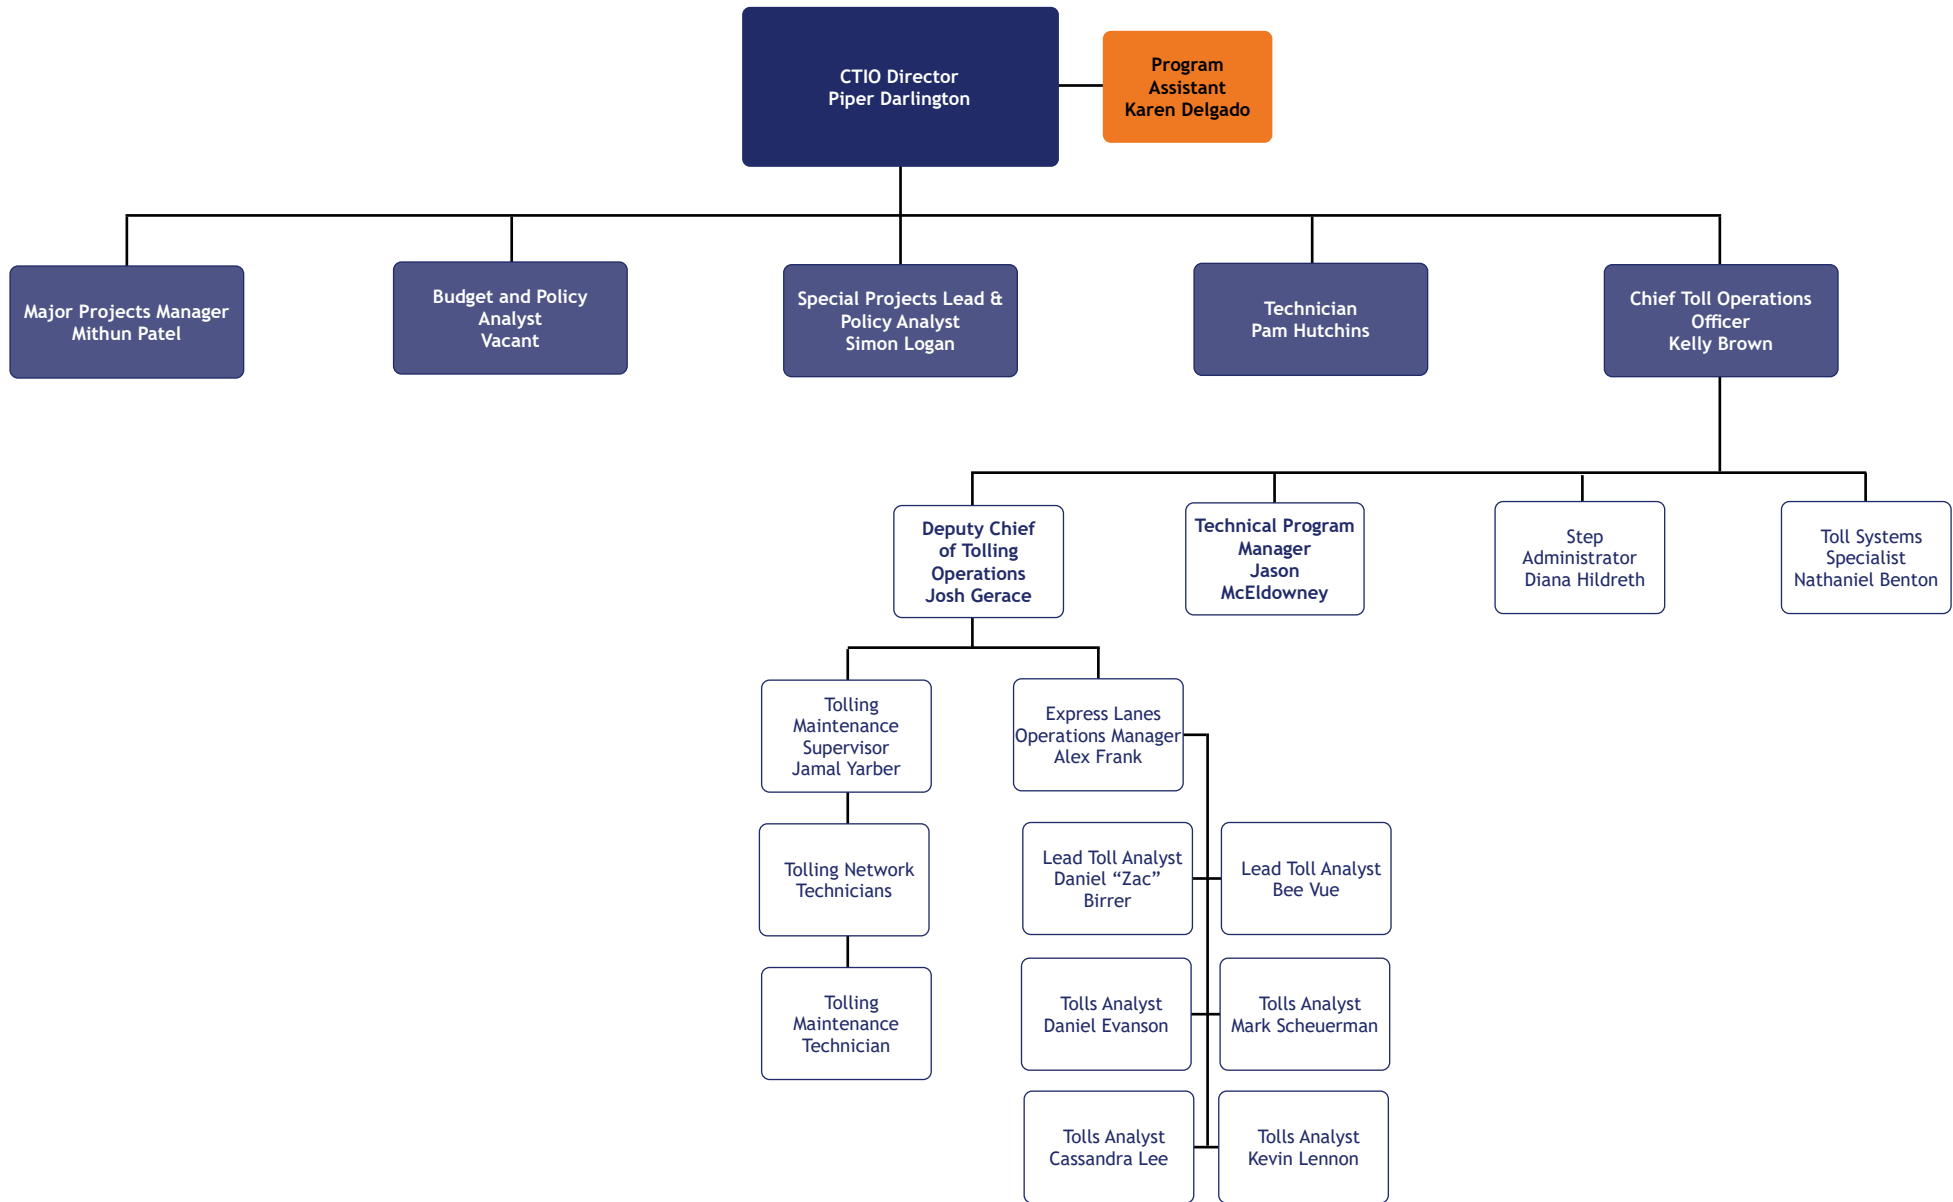 CTIO Director
Piper Darlington
Program
Assistant
Karen Delgado
Major Projects Manager
Mithun Patel
Budget and Policy
Analyst
Vacant
Special Projects Lead &
Policy Analyst
Simon Logan
Technician
Pam Hutchins
Chief Toll Operations
Officer
Kelly Brown
Deputy Chief
of Tolling
Operations
Josh Gerace
Technical Program
Manager
Jason
McEldowney
Step
Administrator
Diana Hildreth
Toll Systems
Specialist
Nathaniel Benton
Tolling
Maintenance
Supervisor
Jamal Yarber
Express Lanes
Operations Manager
Alex Frank
Tolling Network
Technicians
Lead Toll Analyst
Daniel “Zac”
Birrer
Lead Toll Analyst
Bee Vue
Tolling
Maintenance
Technician
Tolls Analyst
Daniel Evanson
Tolls Analyst
Mark Scheuerman
Tolls Analyst
Cassandra Lee
Tolls Analyst
Kevin Lennon